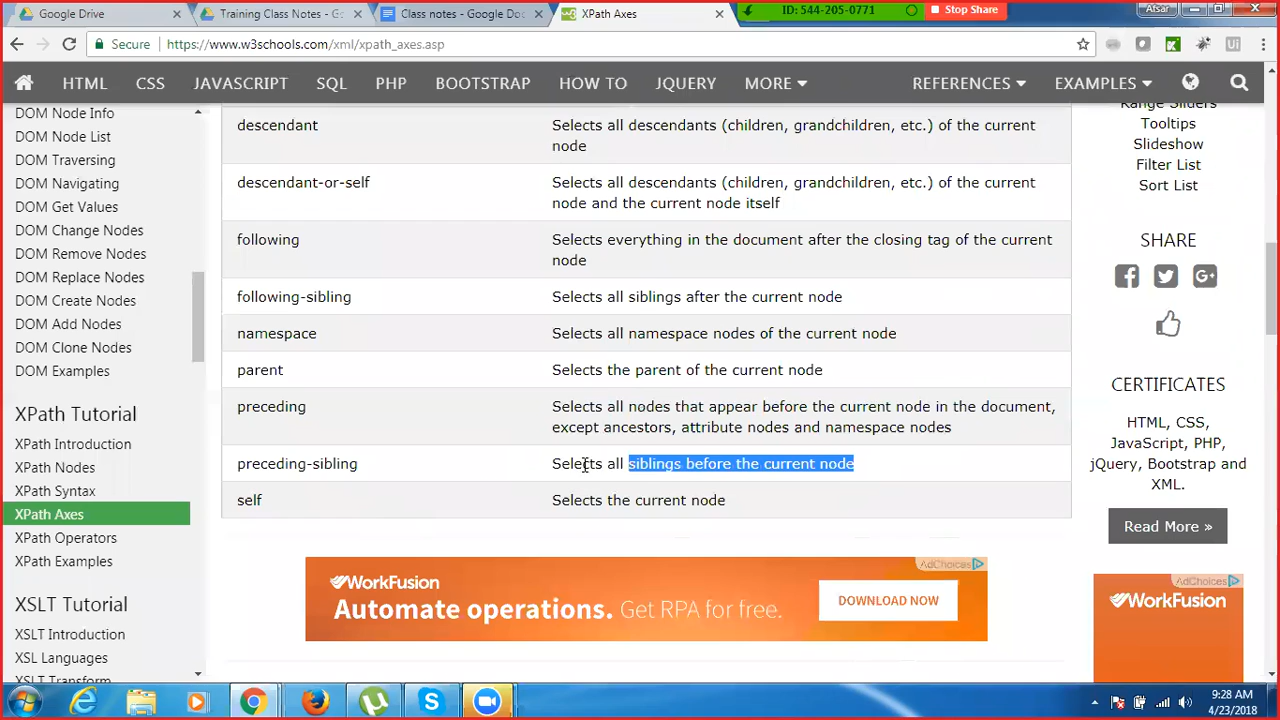 Google Drive
Training Class Notes - G
Class notes - Google Doc
XPath Axes
ID: 544-205-0771
Stop Share
Afsar
Secure
https://www.w3schools.com/xml/xpath_axes.asp
HTML CSS JAVASCRIPT SQL PHP BOOTSTRAP HOW TO JQUERY MORE REFERENCES EXAMPLES
DOM Node Info
DOM Node List
DOM Traversing
DOM Navigating
DOM Get Values
DOM Change Nodes
DOM Remove Nodes
DOM Replace Nodes
DOM Create Nodes
DOM Add Nodes
DOM Clone Nodes
DOM Examples
XPath Tutorial
XPath Introduction
XPath Nodes
XPath Syntax
XPath Axes
XPath Operators
XPath Examples
XSLT Tutorial
XSLT Introduction
XSL Languages
XSLT Transform
descendant
Selects all descendants (children, grandchildren, etc.) of the current
node
descendant-or-self
Selects all descendants (children, grandchildren, etc.) of the current
node and the current node itself
following
Selects everything in the document after the closing tag of the current
node
following-sibling
Selects all siblings after the current node
namespace
Selects all namespace nodes of the current node
parent
Selects the parent of the current node
preceding
Selects all nodes that appear before the current node in the document,
except ancestors, attribute nodes and namespace nodes
preceding-sibling
Selects all siblings before the current node
self
Selects the current node
AdChoices
WorkFusion
Automate operations. Get RPA for free.
DOWNLOAD NOW
Range Sliders
Tooltips
Slideshow
Filter List
Sort List
SHARE
CERTIFICATES
HTML, CSS,
JavaScript, PHP,
jQuery, Bootstrap and
XML.
Read More »
AdChoices
WorkFusion
9:28 AM
4/23/2018